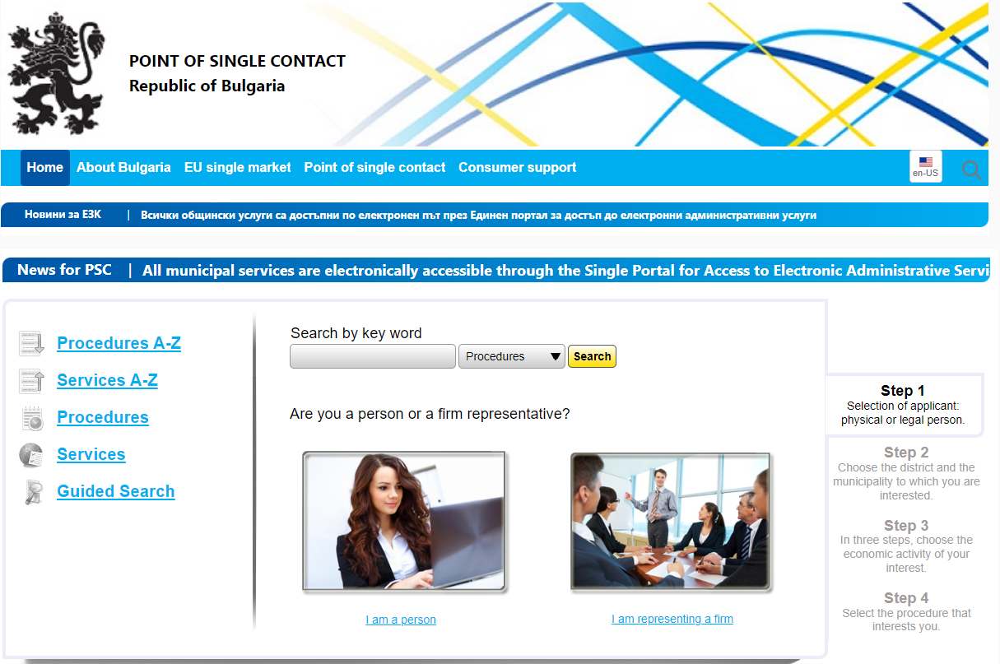 POINT OF SINGLE CONTACT
Republic of Bulgaria
Home About Bulgaria EU single market Point of single contact Consumer support en-US
Новини за ЕЗК | Всички общински услуги са достъпни по електронен път през Единен портал за достъп до електронни административни услуги
News for PSC | All municipal services are electronically accessible through the Single Portal for Access to Electronic Administrative Servi
Procedures A-Z
Services A-Z
Procedures
Services
Guided Search
Search by key word
Procedures Search
Are you a person or a firm representative?
I am a person
I am representing a firm
Step 1
Selection of applicant:
physical or legal person.
Step 2
Choose the district and the
municipality to which you are
interested.
Step 3
In three steps, choose the
economic activity of your
interest.
Step 4
Select the procedure that
interests you.